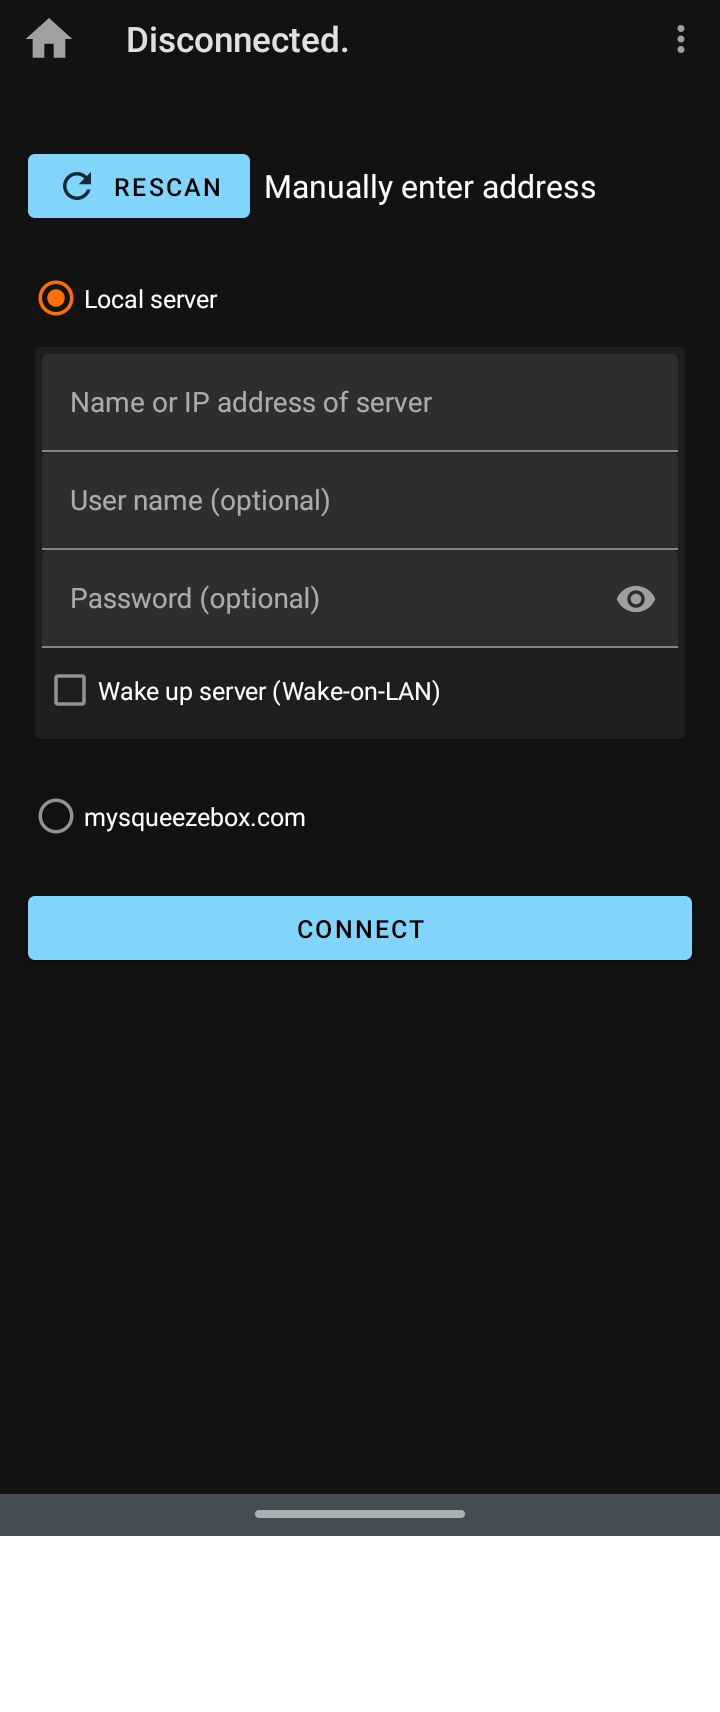 Disconnected.
RESCAN Manually enter address
Local server
Name or IP address of server
User name (optional)
Password (optional)
Wake up server (Wake-on-LAN)
mysqueezebox.com
CONNECT